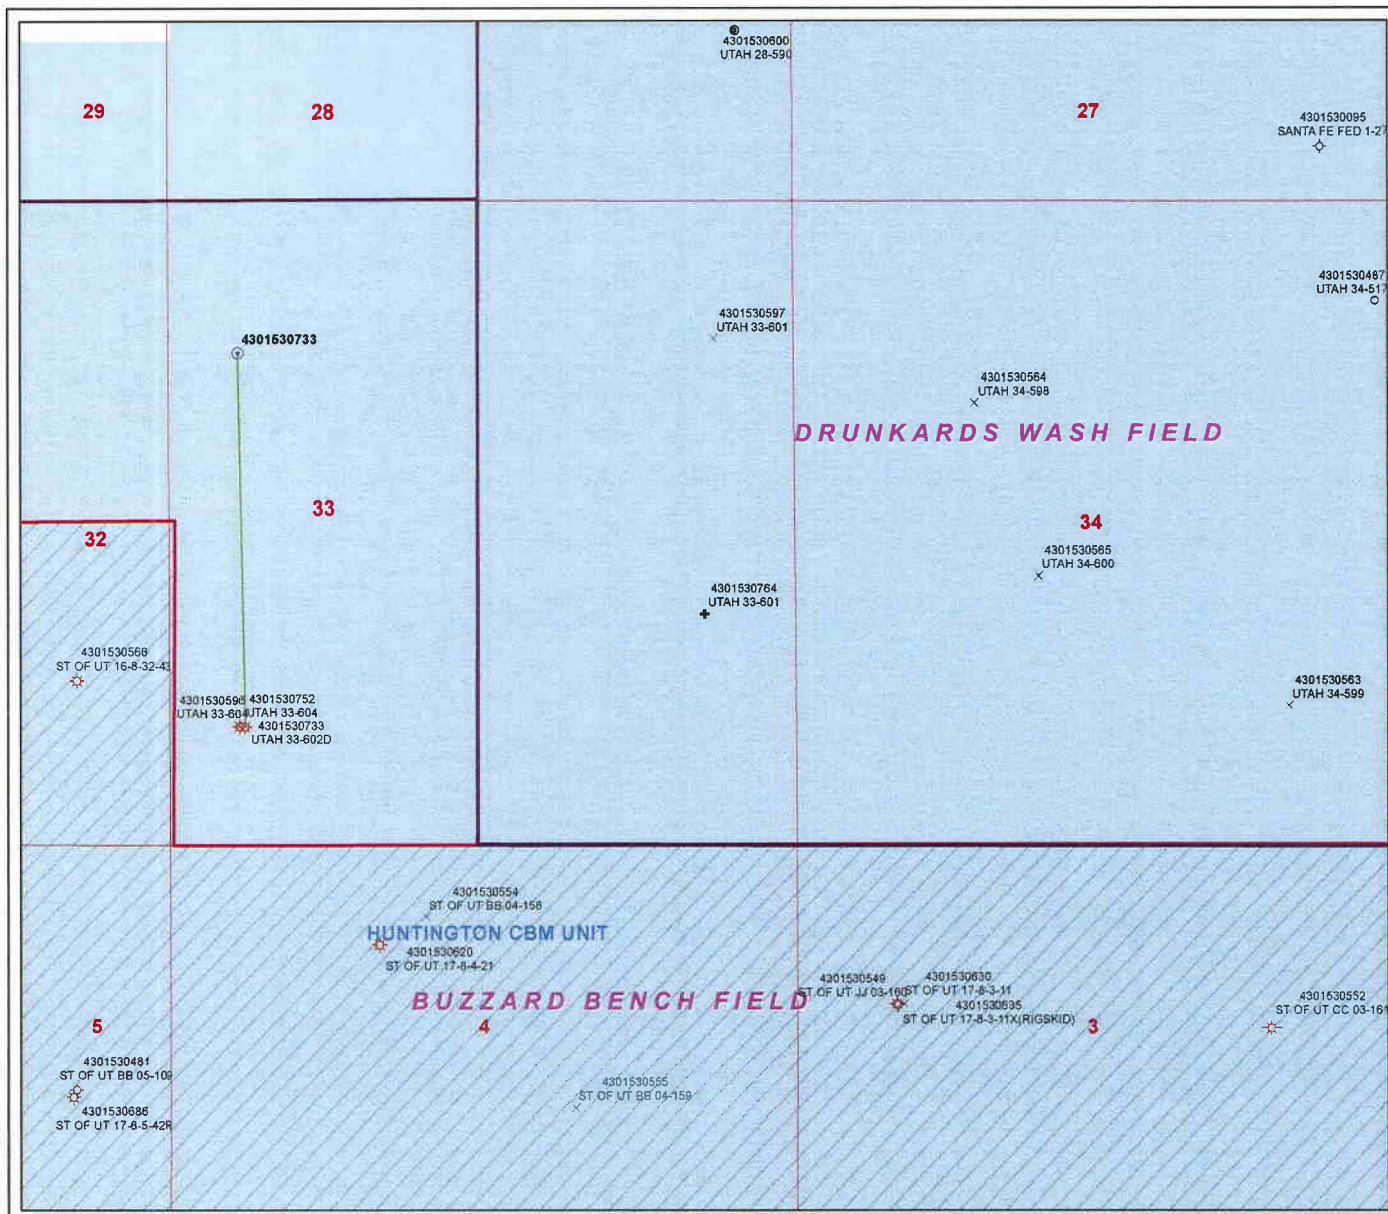 4301530600
UTAH 28-590
29
28
27
4301530095
SANTA FE FED 1-27
4301530487
UTAH 34-517
4301530597
UTAH 33-601
4301530733
4301530564
UTAH 34-598
DRUNKARDS WASH FIELD
33
34
32
4301530565
UTAH 34-600
4301530764
UTAH 33-601
4301530568
ST OF UT 16-8-32-43
4301530563
UTAH 34-599
4301530596
UTAH 33-604
4301530752
UTAH 33-604
4301530733
UTAH 33-602D
4301530554
ST OF UT BB 04-158
HUNTINGTON CBM UNIT
4301530620
ST OF UT 17-8-4-21
4301530549
ST OF UT JJ 03-160
4301530630
ST OF UT 17-8-3-11
4301530635
ST OF UT 17-8-3-11X(RIGSKID)
4301530552
ST OF UT CC 03-161
BUZZARD BENCH FIELD
5
4
3
4301530481
ST OF UT BB 05-109
4301530555
ST OF UT BB 04-159
4301530686
ST OF UT 17-8-5-42R